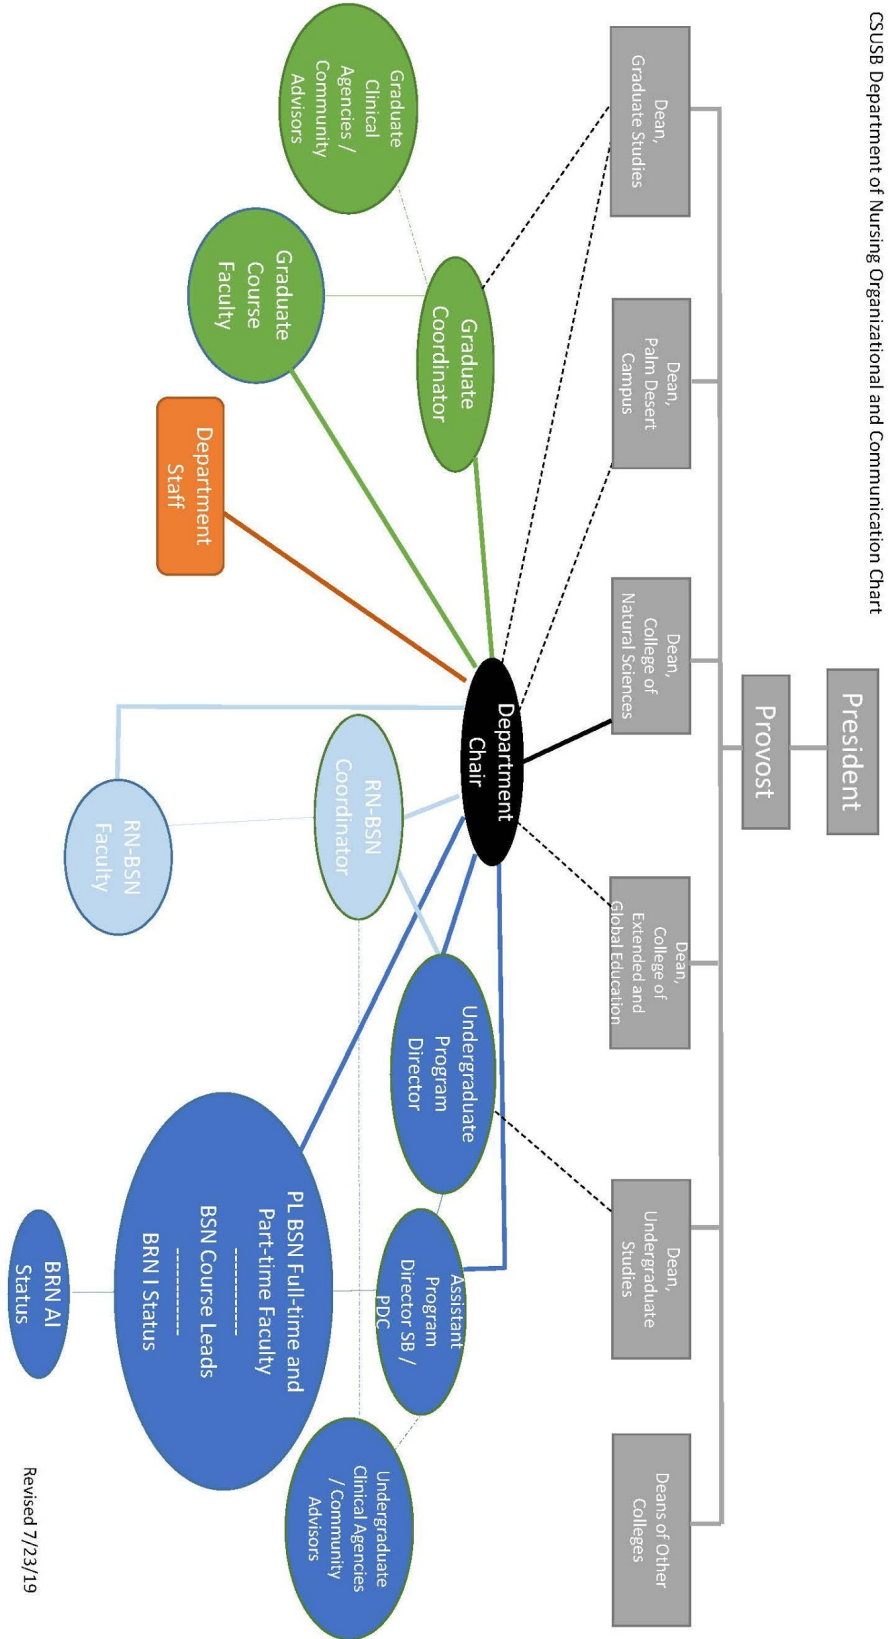 CSUSB Department of Nursing Organizational and Communication Chart
President
Provost
Dean,
Graduate Studies
Dean,
Palm Desert
Campus
Dean,
College of
Natural Sciences
Dean,
College of
Extended and
Global Education
Dean,
Undergraduate
Studies
Deans of Other
Colleges
Department
Chair
Graduate
Coordinator
Graduate
Clinical
Agencies /
Community
Advisors
Graduate
Course
Faculty
Department
Staff
RN-BSN
Coordinator
RN-BSN
Faculty
Undergraduate
Program
Director
Assistant
Program
Director SB /
PDC
PL BSN Full-time and
Part-time Faculty
------------
BSN Course Leads
------------
BRN I Status
Undergraduate
Clinical Agencies
/ Community
Advisors
BRN AI
Status
Revised 7/23/19